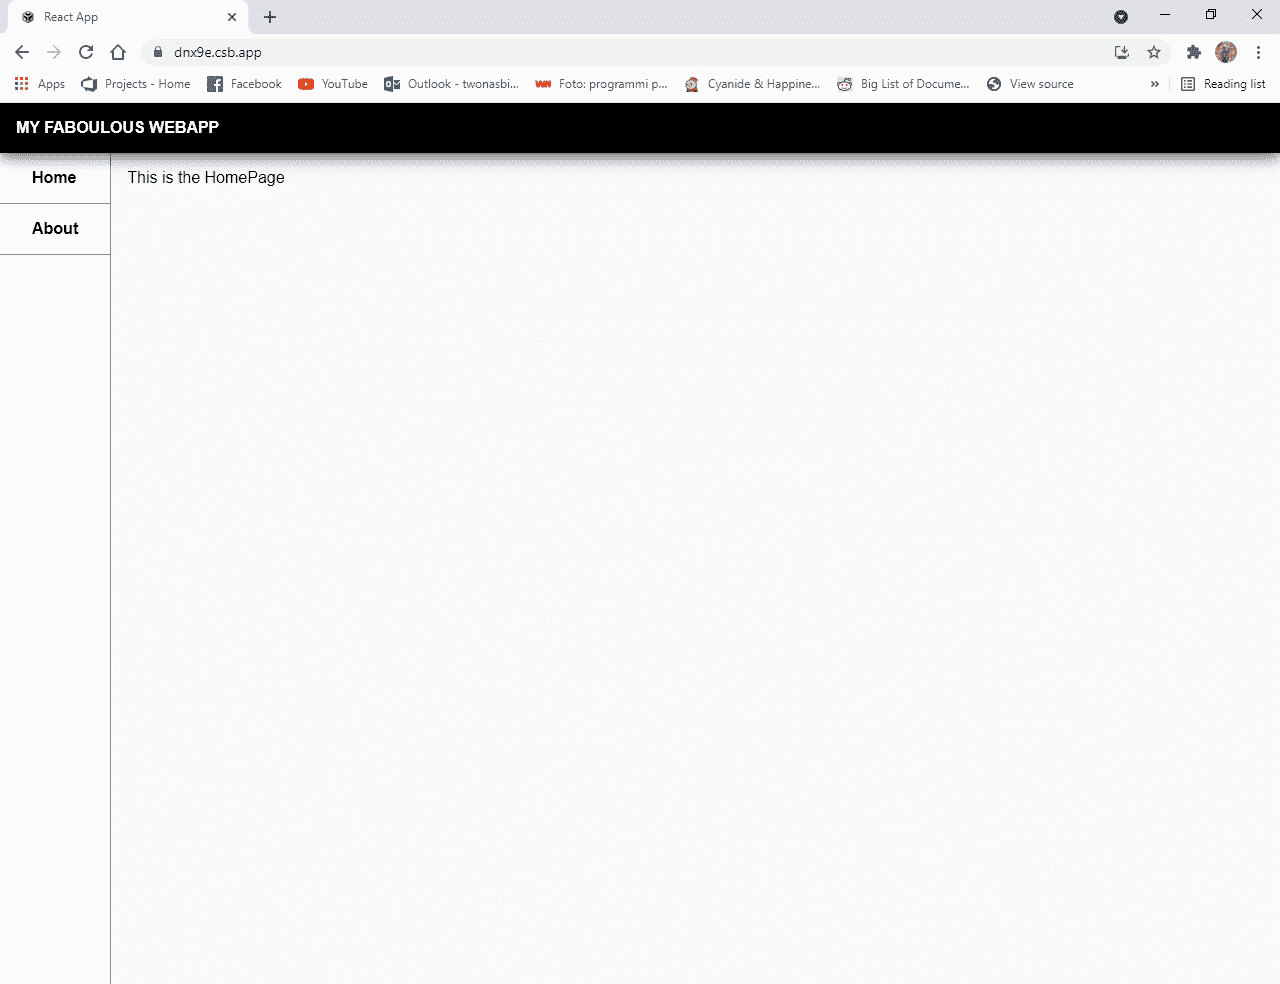 React App
dnx9e.csb.app
Apps Projects - Home Facebook YouTube Outlook - twonasbi... Foto: programmi p... Cyanide & Happine... Big List of Docume... View source » Reading list
MY FABOULOUS WEBAPP
Home
This is the HomePage
About